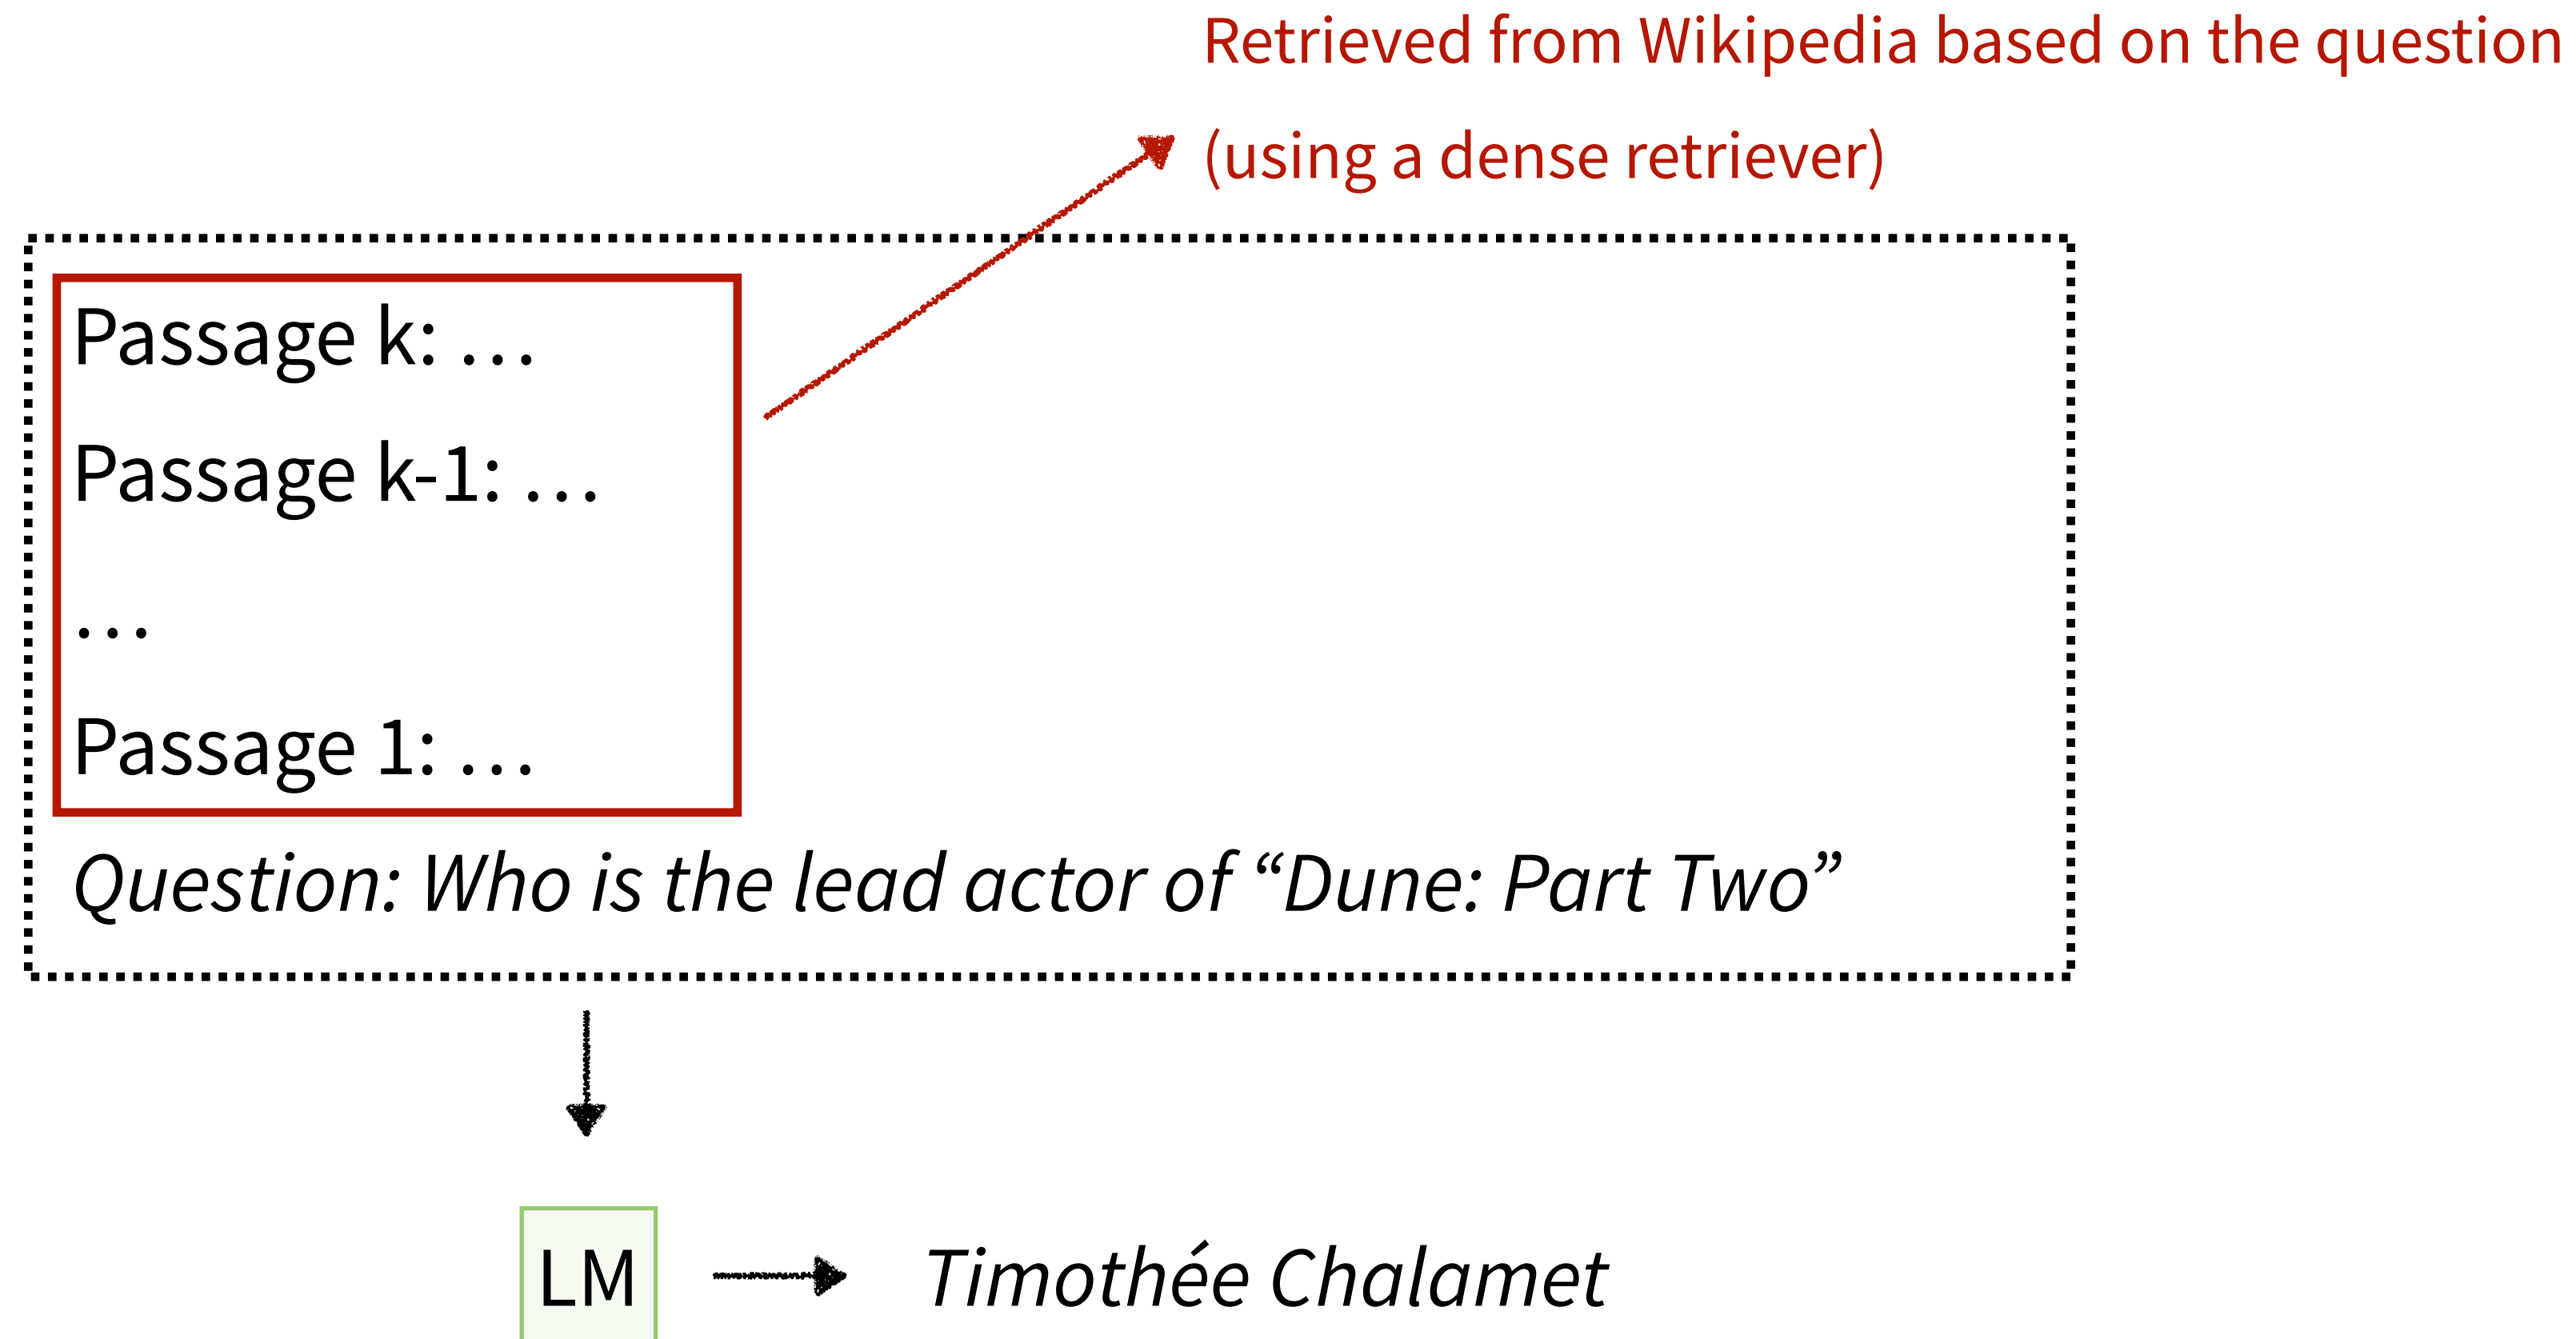 Retrieved from Wikipedia based on the question
(using a dense retriever)
Passage k: …
Passage k-1: …
…
Passage 1: …
Question: Who is the lead actor of “Dune: Part Two”
LM
Timothée Chalamet